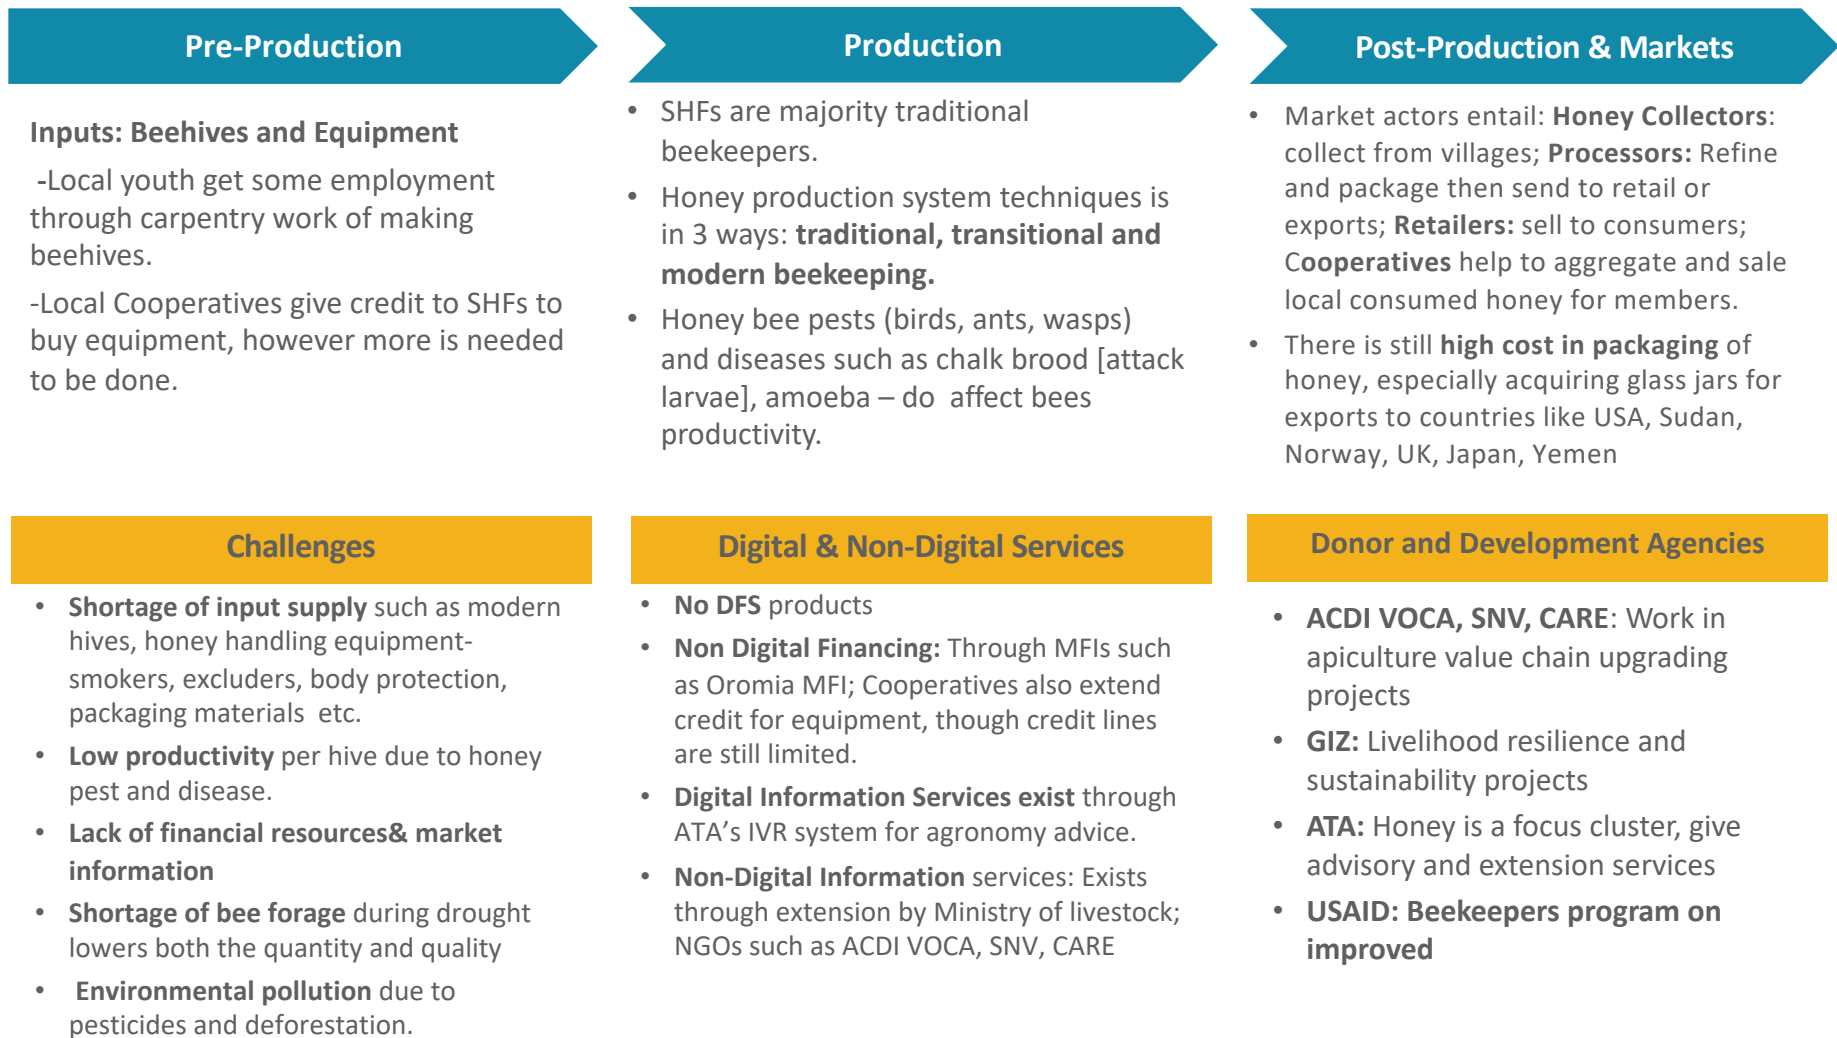 Pre-Production
Inputs: Beehives and Equipment
-Local youth get some employment
through carpentry work of making
beehives.
-Local Cooperatives give credit to SHFs to
buy equipment, however more is needed
to be done.
Production
• SHFs are majority traditional
beekeepers.
• Honey production system techniques is
in 3 ways: traditional, transitional and
modern beekeeping.
• Honey bee pests (birds, ants, wasps)
and diseases such as chalk brood [attack
larvae], amoeba – do affect bees
productivity.
Post-Production & Markets
• Market actors entail: Honey Collectors:
collect from villages; Processors: Refine
and package then send to retail or
exports; Retailers: sell to consumers;
Cooperatives help to aggregate and sale
local consumed honey for members.
• There is still high cost in packaging of
honey, especially acquiring glass jars for
exports to countries like USA, Sudan,
Norway, UK, Japan, Yemen
Challenges
• Shortage of input supply such as modern
hives, honey handling equipment-
smokers, excluders, body protection,
packaging materials etc.
• Low productivity per hive due to honey
pest and disease.
• Lack of financial resources& market
information
• Shortage of bee forage during drought
lowers both the quantity and quality
• Environmental pollution due to
pesticides and deforestation.
Digital & Non-Digital Services
• No DFS products
• Non Digital Financing: Through MFIs such
as Oromia MFI; Cooperatives also extend
credit for equipment, though credit lines
are still limited.
• Digital Information Services exist through
ATA's IVR system for agronomy advice.
• Non-Digital Information services: Exists
through extension by Ministry of livestock;
NGOs such as ACDI VOCA, SNV, CARE
Donor and Development Agencies
• ACDI VOCA, SNV, CARE: Work in
apiculture value chain upgrading
projects
• GIZ: Livelihood resilience and
sustainability projects
• ATA: Honey is a focus cluster, give
advisory and extension services
• USAID: Beekeepers program on
improved